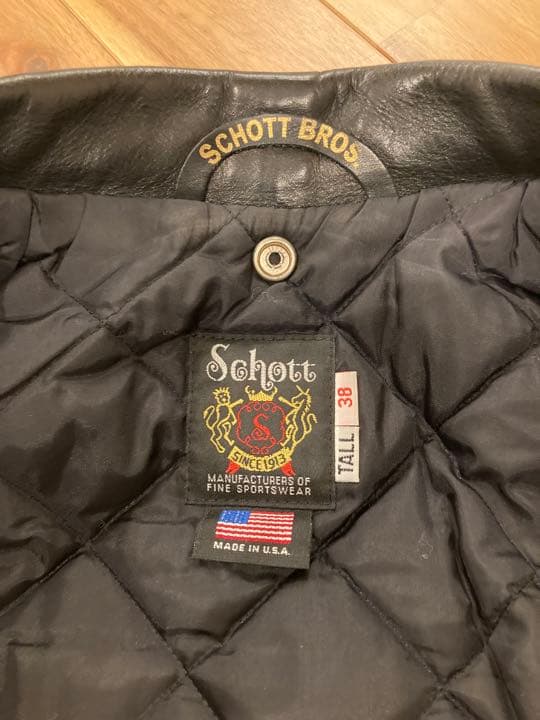 SCHOTT BROS.
Schott
S
SINCE 1913
MANUFACTURERS OF
FINE SPORTSWEAR
TALL 38
MADE IN U.S.A.